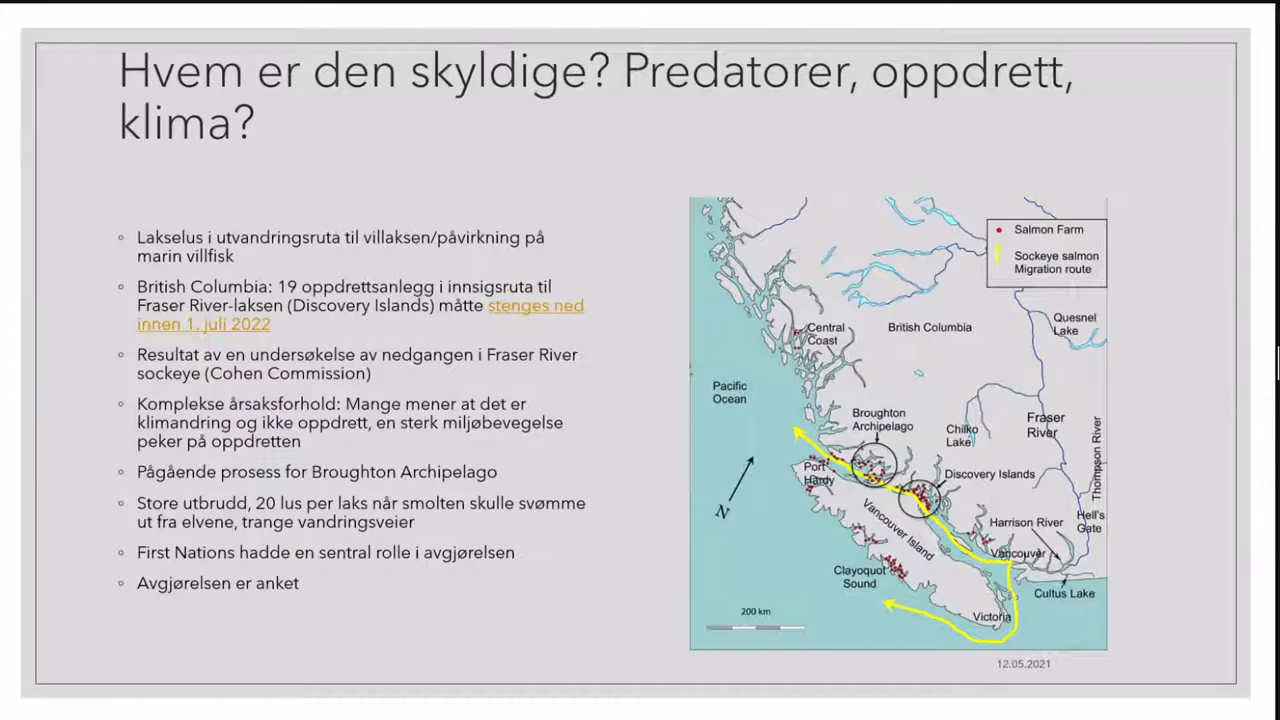 Hvem er den skyldige? Predatorer, oppdrett,
klima?
◦ Lakselus i utvandringsruta til villaksen/påvirkning på
marin villfisk
◦ British Columbia: 19 oppdrettsanlegg i innsigsruta til
Fraser River-laksen (Discovery Islands) måtte stenges ned
innen 1. juli 2022
◦ Resultat av en undersøkelse av nedgangen i Fraser River
sockeye (Cohen Commission)
◦ Komplekse årsaksforhold: Mange mener at det er
klimandring og ikke oppdrett, en sterk miljøbevegelse
peker på oppdretten
◦ Pågående prosess for Broughton Archipelago
◦ Store utbrudd, 20 lus per laks når smolten skulle svømme
ut fra elvene, trange vandringsveier
◦ First Nations hadde en sentral rolle i avgjørelsen
◦ Avgjørelsen er anket
Salmon Farm
Sockeye salmon
Migration route
Quesnel
Lake
Central
Coast
British Columbia
Pacific
Ocean
Broughton
Archipelago
Chilko
Lake
Fraser
River
Thompson River
Port
Hardy
Discovery Islands
N
Vancouver Island
Harrison River
Hell's
Gate
Vancouver
Clayoquot
Sound
Cultus Lake
200 km
Victoria
12.05.2021